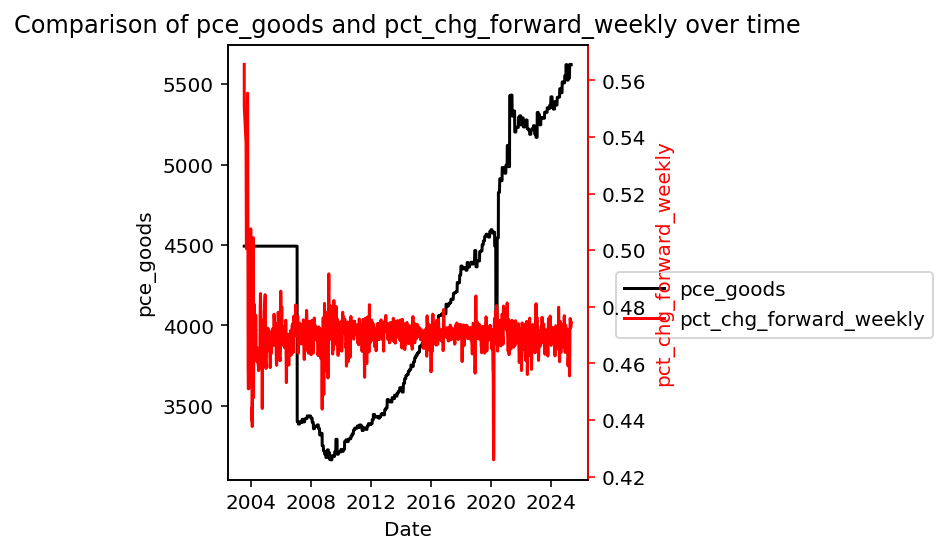 Comparison of pce_goods and pct_chg_forward_weekly over time
5500
5000
4500
4000
3500
pce_goods
0.56
0.54
0.52
0.50
0.48
0.46
0.44
0.42
pct_chg_forward_weekly
pce_goods
pct_chg_forward_weekly
2004 2008 2012 2016 2020 2024
Date